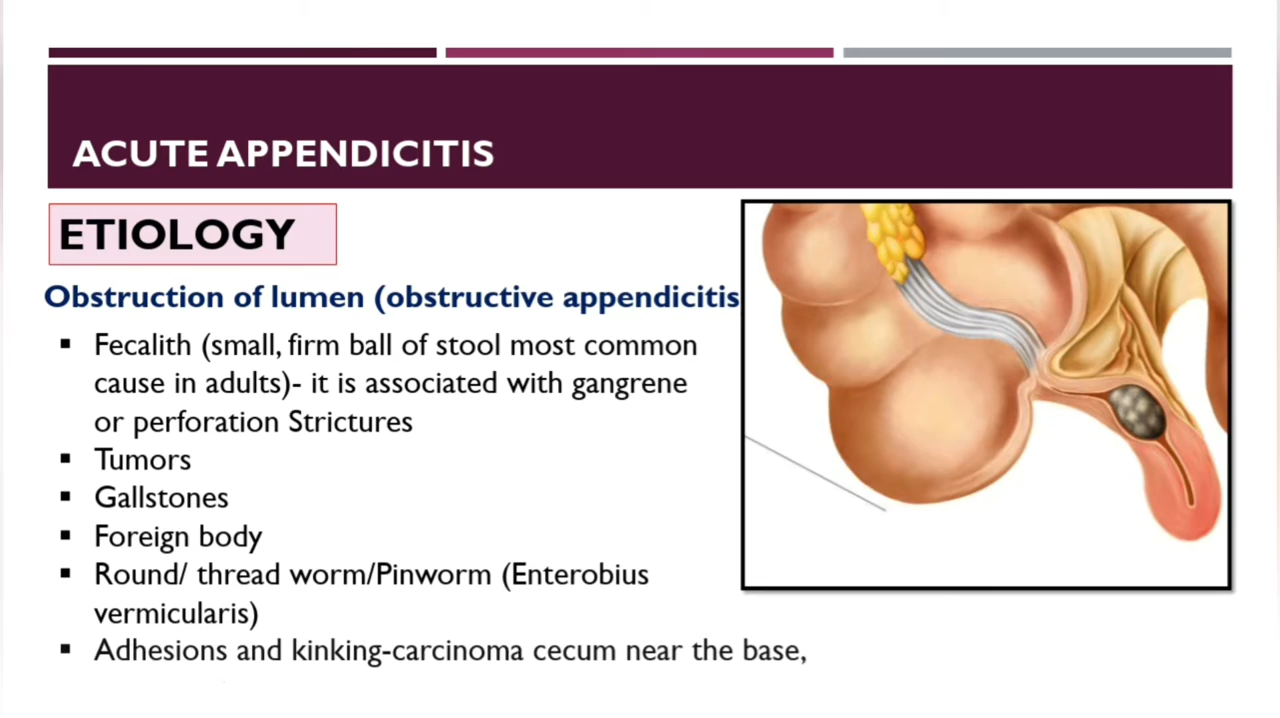 ACUTE APPENDICITIS
ETIOLOGY
Obstruction of lumen (obstructive appendicitis
▪ Fecalith (small, firm ball of stool most common
cause in adults)- it is associated with gangrene
or perforation Strictures
▪ Tumors
▪ Gallstones
▪ Foreign body
▪ Round/ thread worm/Pinworm (Enterobius
vermicularis)
▪ Adhesions and kinking-carcinoma cecum near the base,